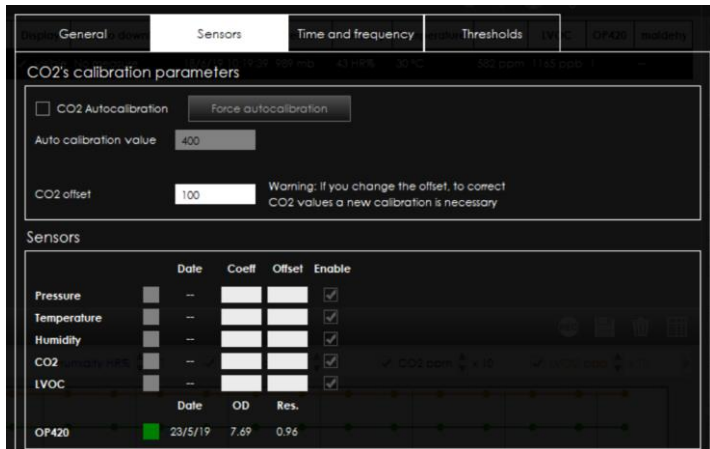 General
Sensors
Time and frequency
Thresholds
CO2's calibration parameters
CO2 Autocalibration
Force autocalibration
Auto calibration value
400
CO2 offset
100
Warning: If you change the offset, to correct
CO2 values a new calibration is necessary
Sensors
Date Coeff Offset Enable
Pressure --
Temperature --
Humidity --
CO2 --
LVOC --
Date OD Res.
OP420 23/5/19 7.69 0.96